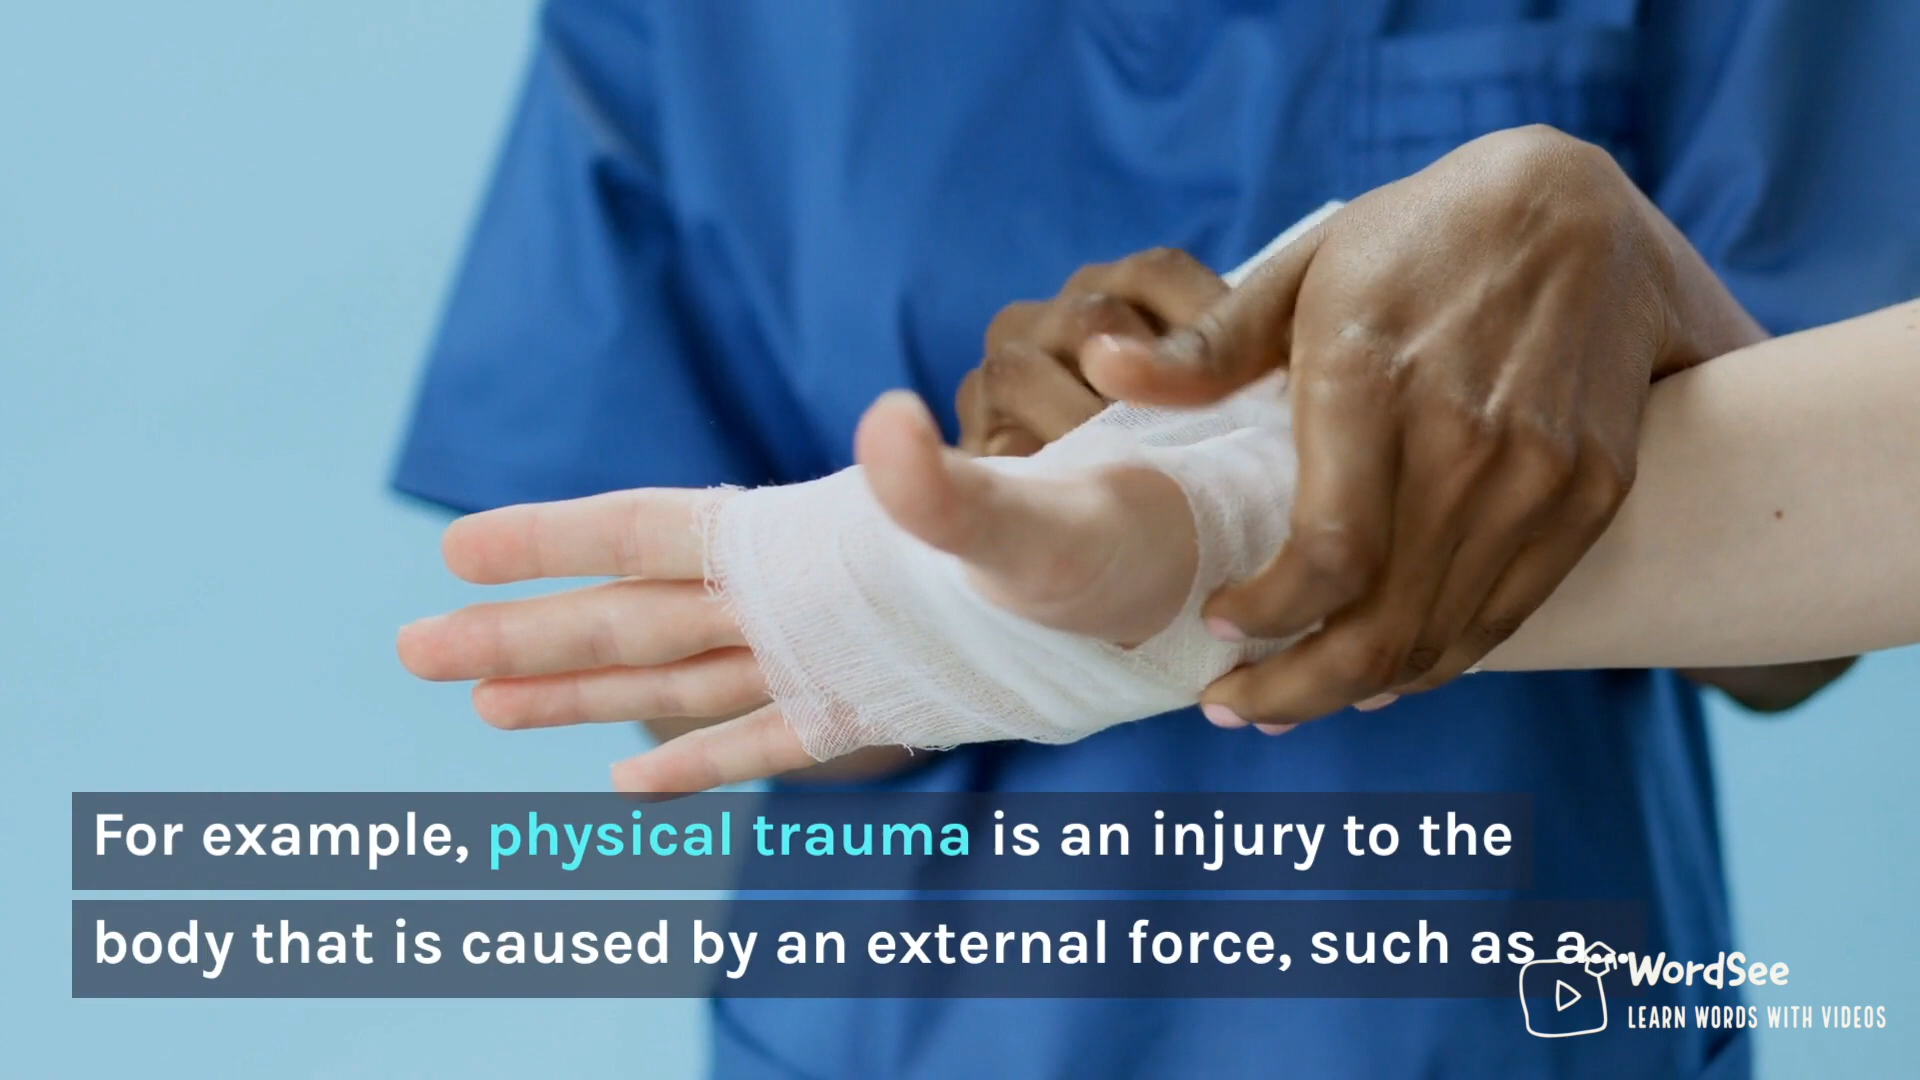 For example, physical trauma is an injury to the
body that is caused by an external force, such as a...
WordSee
LEARN WORDS WITH VIDEOS